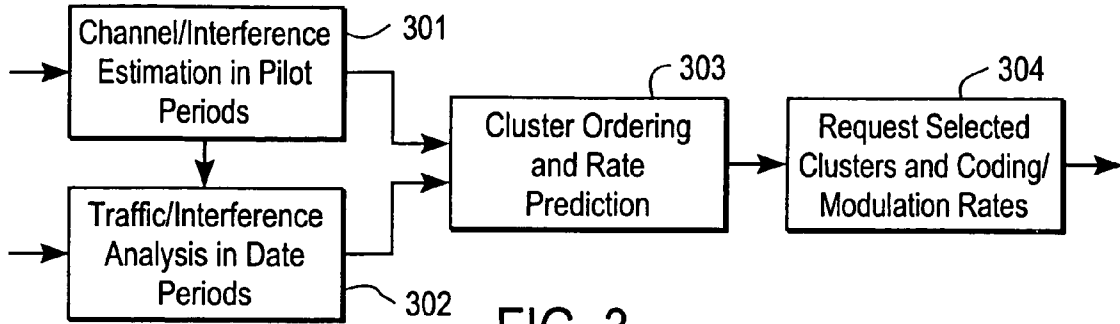 Channel/Interference
Estimation in Pilot
Periods
301
Traffic/Interference
Analysis in Date
Periods
302
Cluster Ordering
and Rate
Prediction
303
Request Selected
Clusters and Coding/
Modulation Rates
304